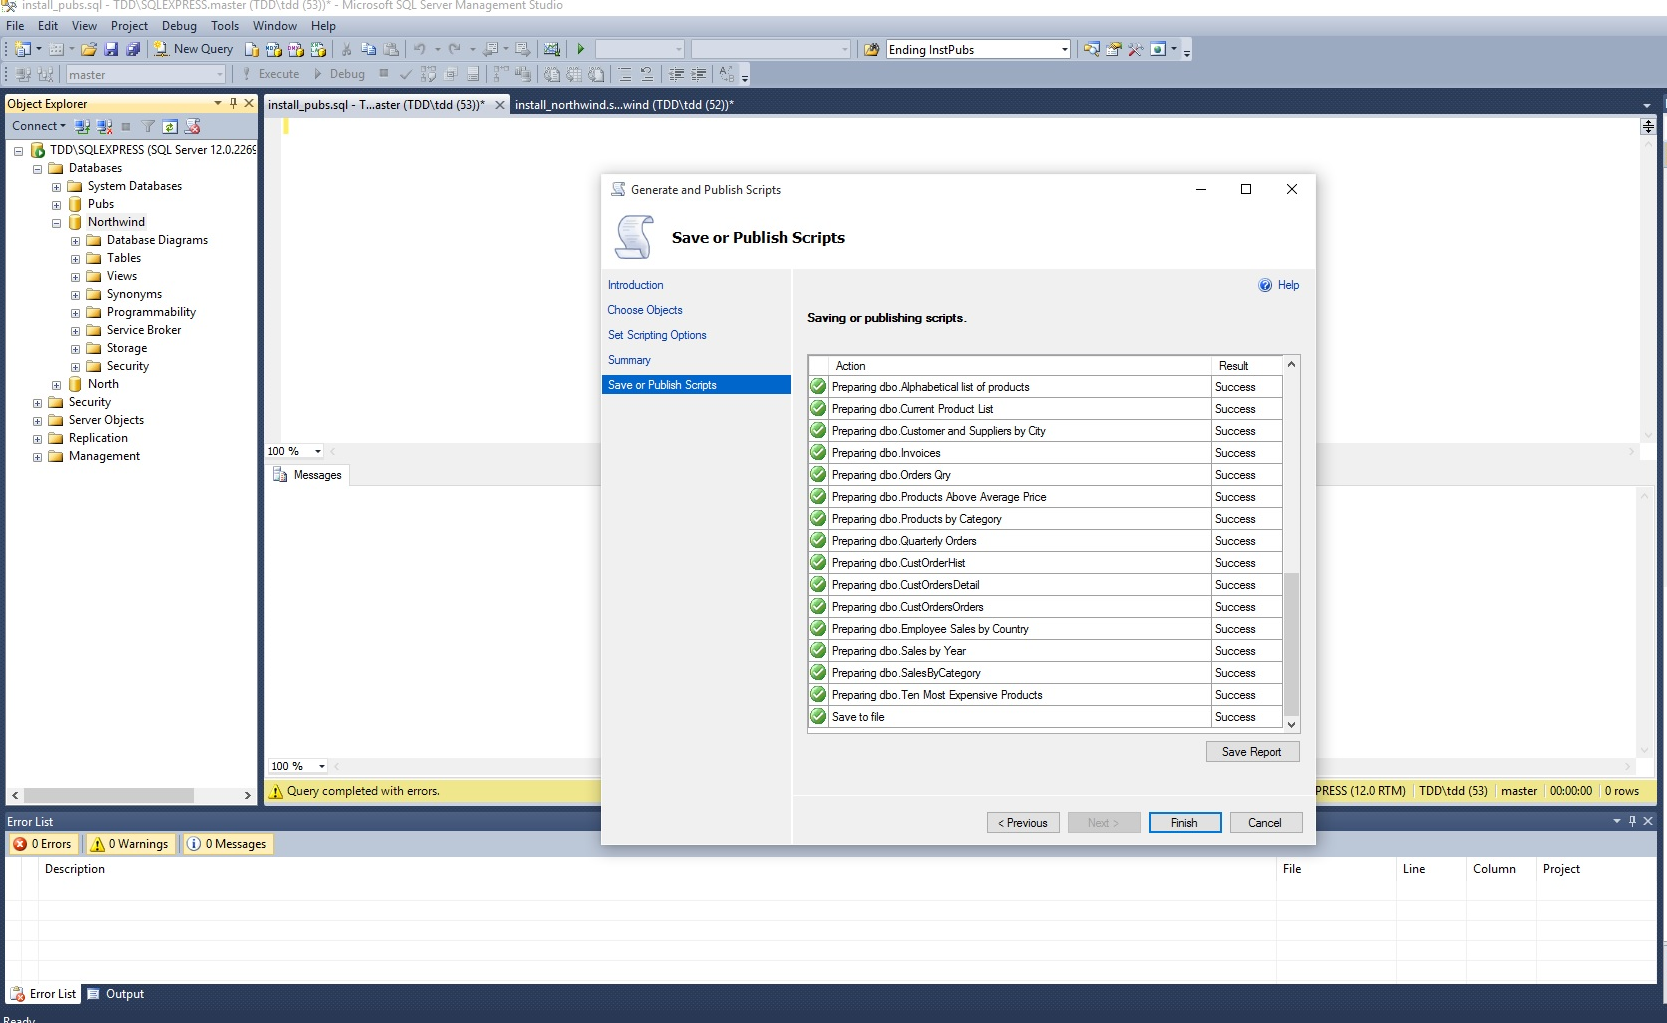 install_pubs.sql - TDD\SQLEXPRESS.master (TDD\tdd (53))* - Microsoft SQL Server Management Studio
File Edit View Project Debug Tools Window Help
New Query
Ending InstPubs
master
Execute
Debug
Object Explorer
Connect
TDD\SQLEXPRESS (SQL Server 12.0.2269
Databases
System Databases
Pubs
Northwind
Database Diagrams
Tables
Views
Synonyms
Programmability
Service Broker
Storage
Security
North
Security
Server Objects
Replication
Management
install_pubs.sql - T...aster (TDD\tdd (53))*
install_northwind.s...wind (TDD\tdd (52))*
100 %
Messages
100 %
Query completed with errors.
PRESS (12.0 RTM) TDD\tdd (53) master 00:00:00 0 rows
Generate and Publish Scripts
Save or Publish Scripts
Introduction
Choose Objects
Set Scripting Options
Summary
Save or Publish Scripts
Help
Saving or publishing scripts.
Action Result
Preparing dbo.Alphabetical list of products Success
Preparing dbo.Current Product List Success
Preparing dbo.Customer and Suppliers by City Success
Preparing dbo.Invoices Success
Preparing dbo.Orders Qry Success
Preparing dbo.Products Above Average Price Success
Preparing dbo.Products by Category Success
Preparing dbo.Quarterly Orders Success
Preparing dbo.CustOrderHist Success
Preparing dbo.CustOrdersDetail Success
Preparing dbo.CustOrdersOrders Success
Preparing dbo.Employee Sales by Country Success
Preparing dbo.Sales by Year Success
Preparing dbo.SalesByCategory Success
Preparing dbo.Ten Most Expensive Products Success
Save to file Success
Save Report
< Previous
Next >
Finish
Cancel
Error List
0 Errors
0 Warnings
0 Messages
Description File Line Column Project
Error List
Output
Ready